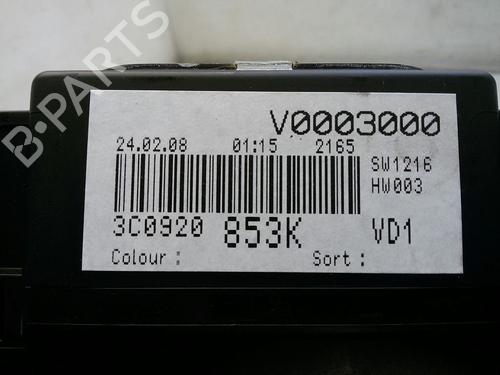 B-PARTS
V0003000
24.02.08 01:15 2165
SW1216
HW003
3C0920 853K VD1
Colour : Sort :